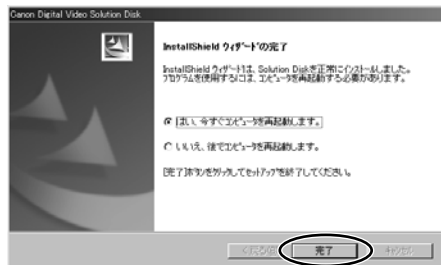 Canon Digital Video Solution Disk
InstallShield ウィザードの完了
InstallShield ウィザードは、Solution Diskを正常にインストールしました。
プログラムを使用するには、コンピュータを再起動する必要があります。
はい、今すぐコンピュータを再起動します。
いいえ、後でコンピュータを再起動します。
[完了]ボタンをクリックしてセットアップを終了してください。
完了